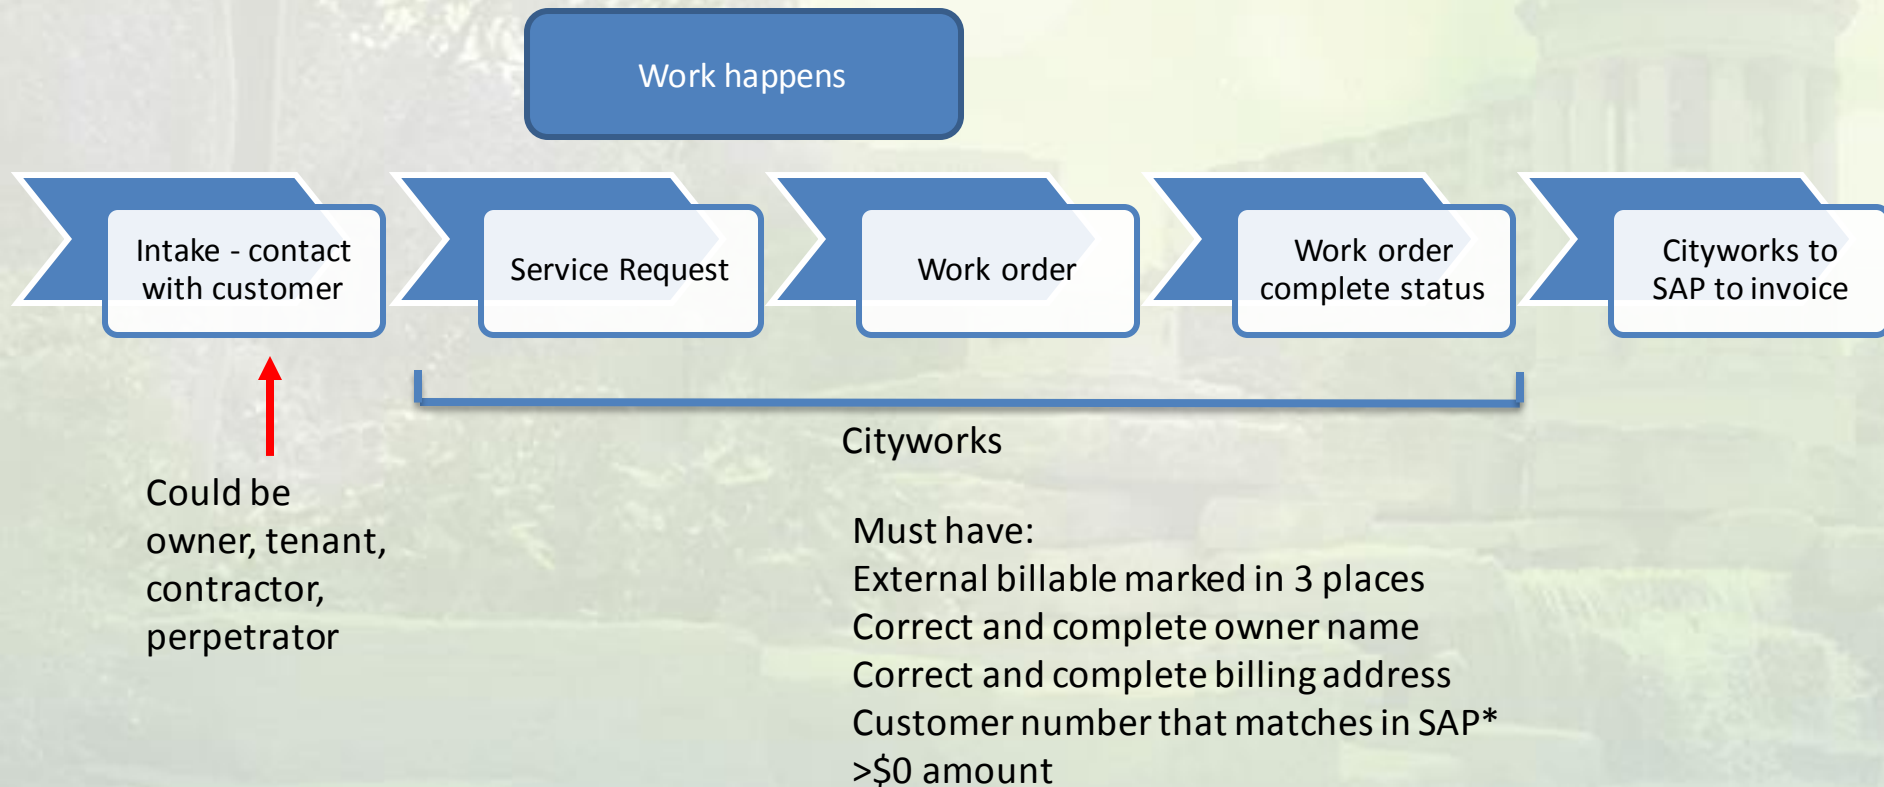 Work happens
Intake - contact
with customer
Service Request
Work order
Work order
complete status
Cityworks to
SAP to invoice
Could be
owner, tenant,
contractor,
perpetrator
Cityworks
Must have:
External billable marked in 3 places
Correct and complete owner name
Correct and complete billing address
Customer number that matches in SAP*
>$0 amount